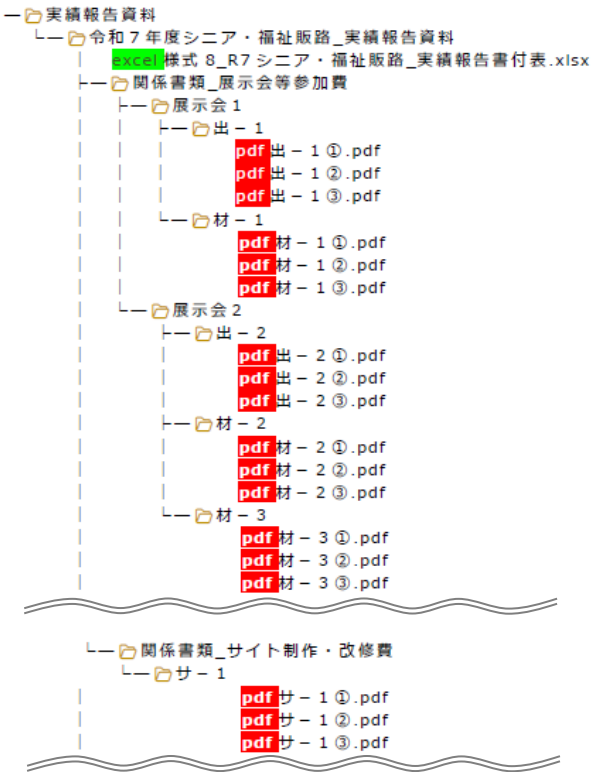 実績報告資料
令和７年度シニア・福祉販路_実績報告資料
excel 様式８_R7シニア・福祉販路_実績報告書付表.xlsx
関係書類_展示会等参加費
展示会１
出－１
pdf 出－１①.pdf
pdf 出－１②.pdf
pdf 出－１③.pdf
材－１
pdf 材－１①.pdf
pdf 材－１②.pdf
pdf 材－１③.pdf
展示会２
出－２
pdf 出－２①.pdf
pdf 出－２②.pdf
pdf 出－２③.pdf
材－２
pdf 材－２①.pdf
pdf 材－２②.pdf
pdf 材－２③.pdf
材－３
pdf 材－３①.pdf
pdf 材－３②.pdf
pdf 材－３③.pdf
関係書類_サイト制作・改修費
サ－１
pdf サ－１①.pdf
pdf サ－１②.pdf
pdf サ－１③.pdf